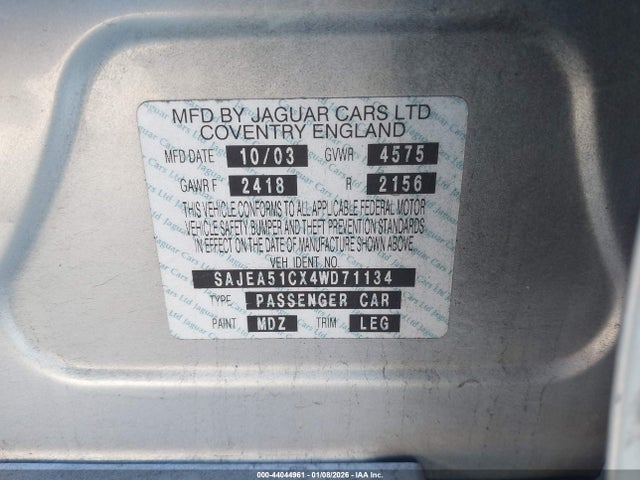 MFD BY JAGUAR CARS LTD
COVENTRY ENGLAND
MFD DATE 10/03 GVWR 4575
GAWR F 2418 R 2156
THIS VEHICLE CONFORMS TO ALL APPLICABLE FEDERAL MOTOR
VEHICLE SAFETY BUMPER AND THEFT PREVENTION STANDARDS
IN EFFECT ON THE DATE OF MANUFACTURE SHOWN ABOVE.
VEH IDENT NO.
SAJEA51CX4WD71134
TYPE PASSENGER CAR
PAINT MDZ TRIM LEG
000-44044961 - 01/08/2026 - © IAA Inc.